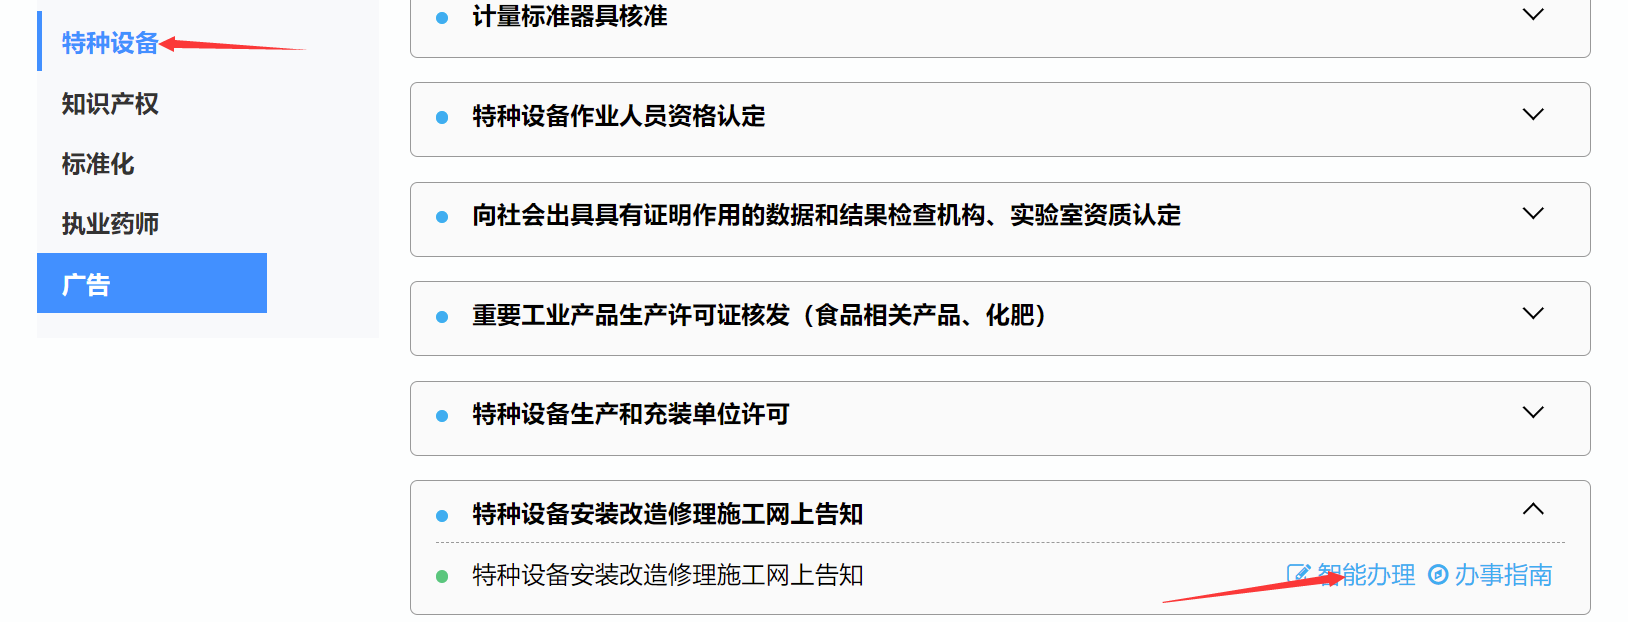 特种设备
知识产权
标准化
执业药师
广告
计量标准器具核准
特种设备作业人员资格认定
向社会出具具有证明作用的数据和结果检查机构、实验室资质认定
重要工业产品生产许可证核发（食品相关产品、化肥）
特种设备生产和充装单位许可
特种设备安装改造修理施工网上告知
特种设备安装改造修理施工网上告知 智能办理 办事指南